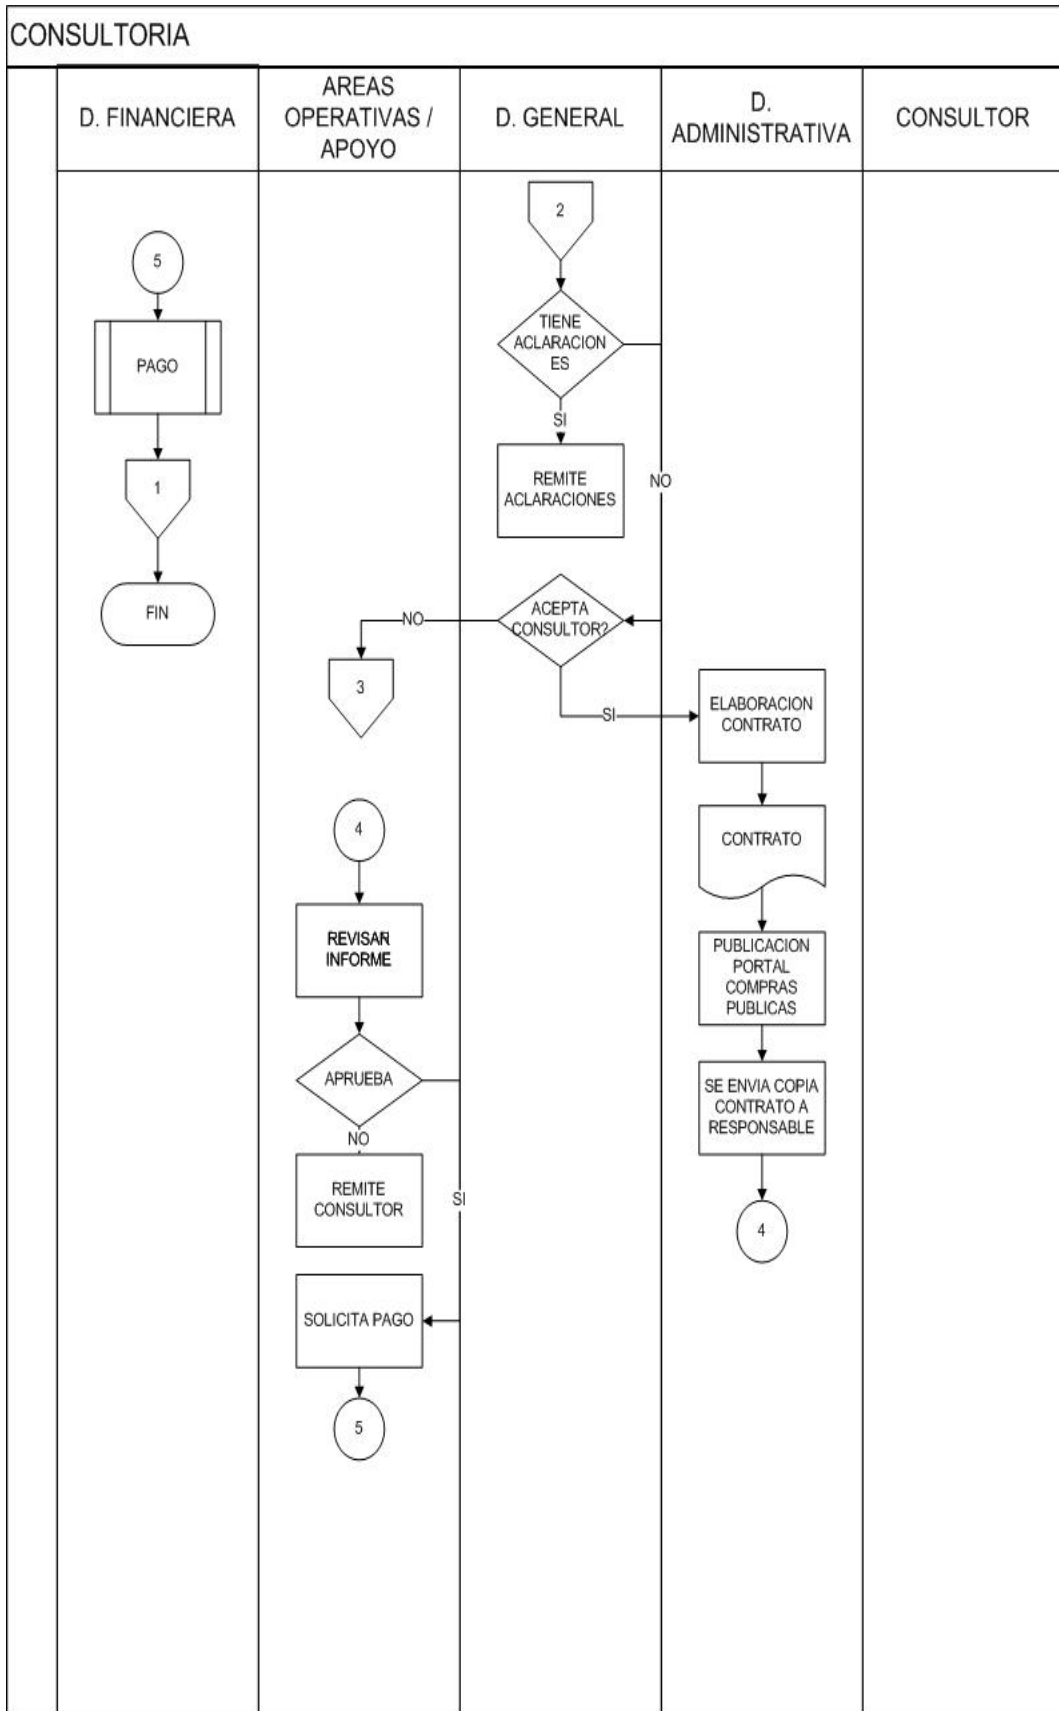 CONSULTORIA
D. FINANCIERA
AREAS
OPERATIVAS /
APOYO
D. GENERAL
D.
ADMINISTRATIVA
CONSULTOR
5
PAGO
1
FIN
2
TIENE
ACLARACION
ES
SI
NO
REMITE
ACLARACIONES
ACEPTA
CONSULTOR?
NO
SI
3
ELABORACION
CONTRATO
CONTRATO
PUBLICACION
PORTAL
COMPRAS
PUBLICAS
SE ENVIA COPIA
CONTRATO A
RESPONSABLE
4
4
REVISAR
INFORME
APRUEBA
NO
SI
REMITE
CONSULTOR
SOLICITA PAGO
5